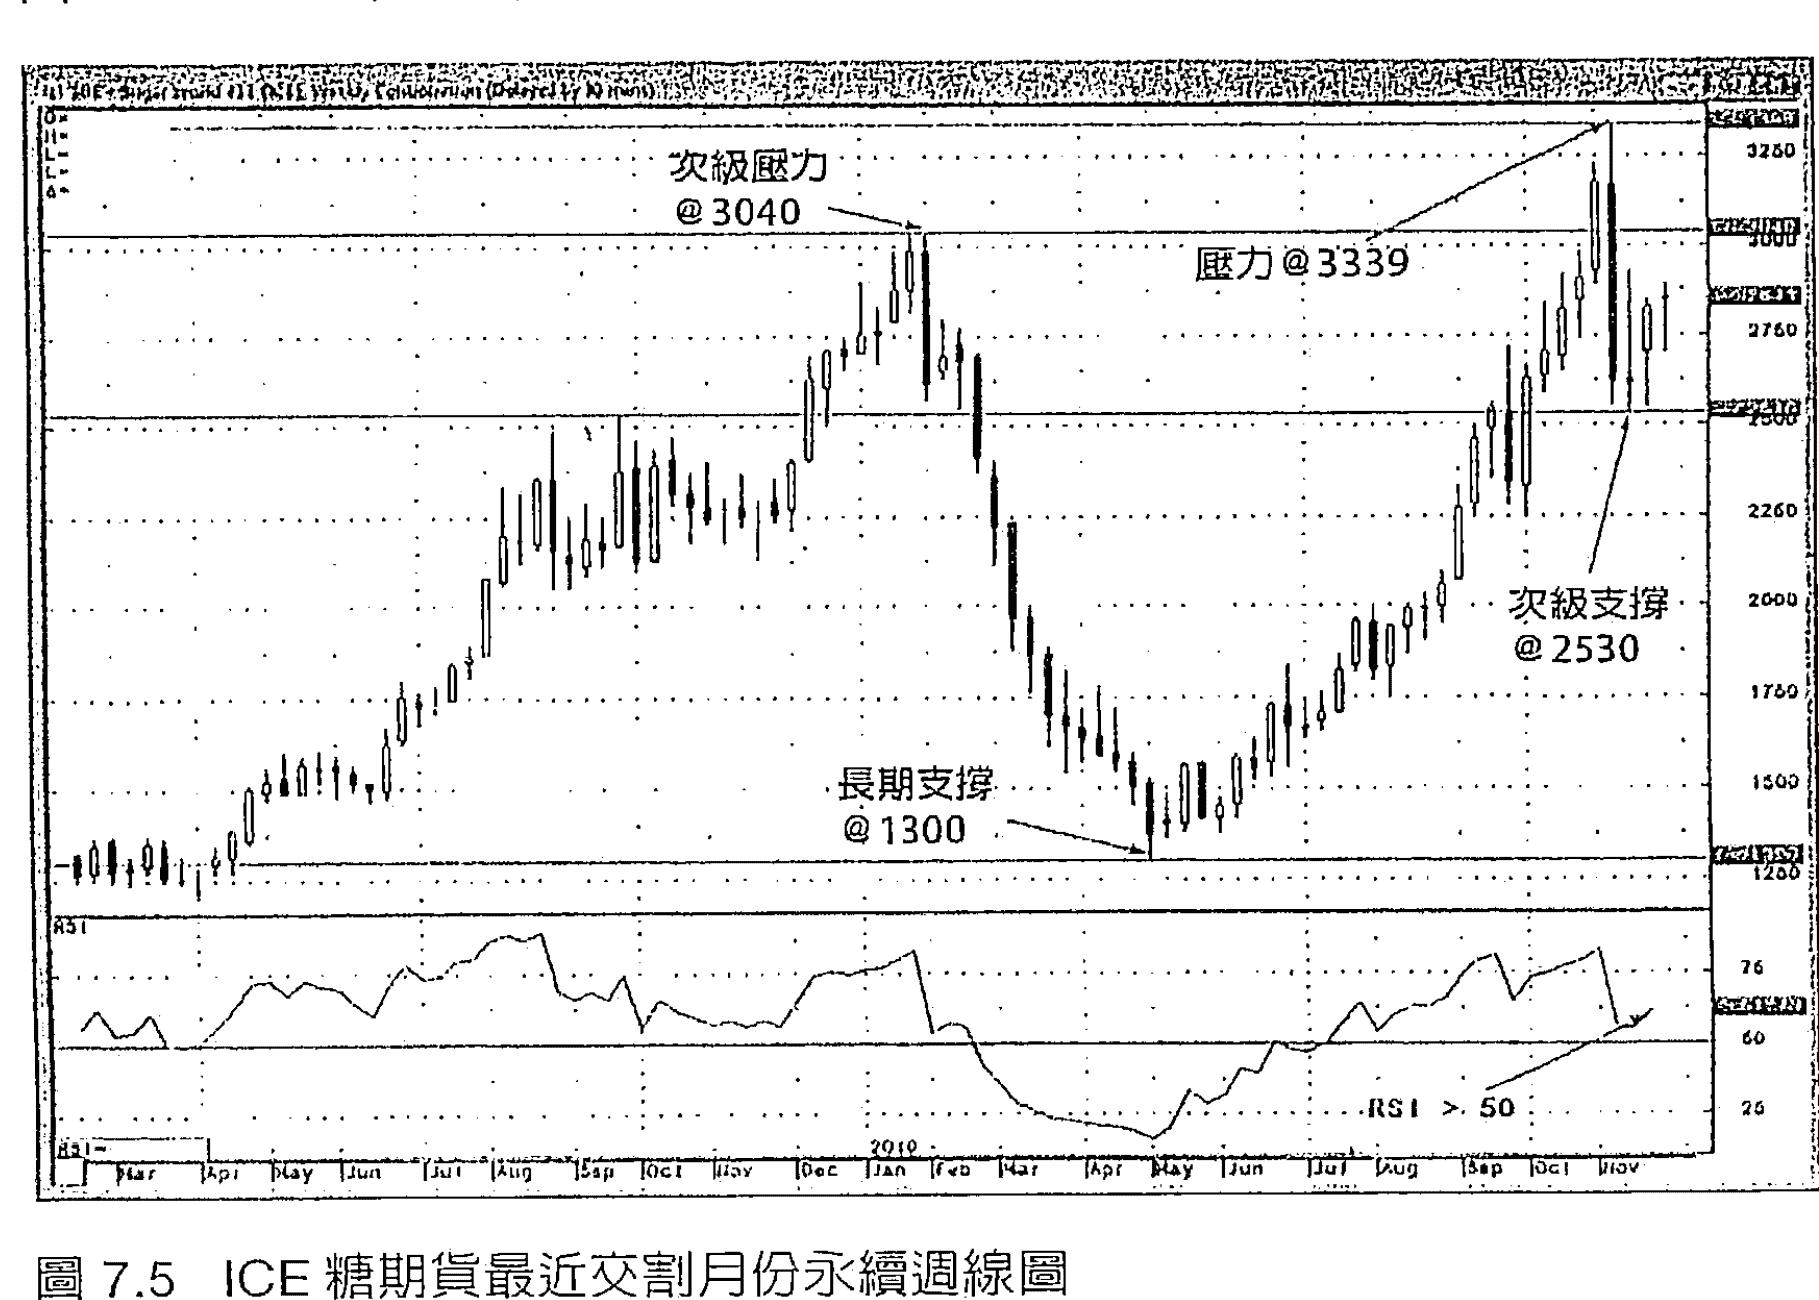 O=
H=
L=
L=
Δ=
次級壓力
@3040
壓力@3339
次級支撐
@2530
長期支撐
@1300
3250
3000
2750
2500
2250
2000
1750
1500
1250
RSI
75
50
25
RSI > 50
RSI=
2010
Mar Apr May Jun Jul Aug Sep Oct Nov Dec Jan Feb Mar Apr May Jun Jul Aug Sep Oct Nov
圖 7.5 ICE 糖期貨最近交割月份永續週線圖